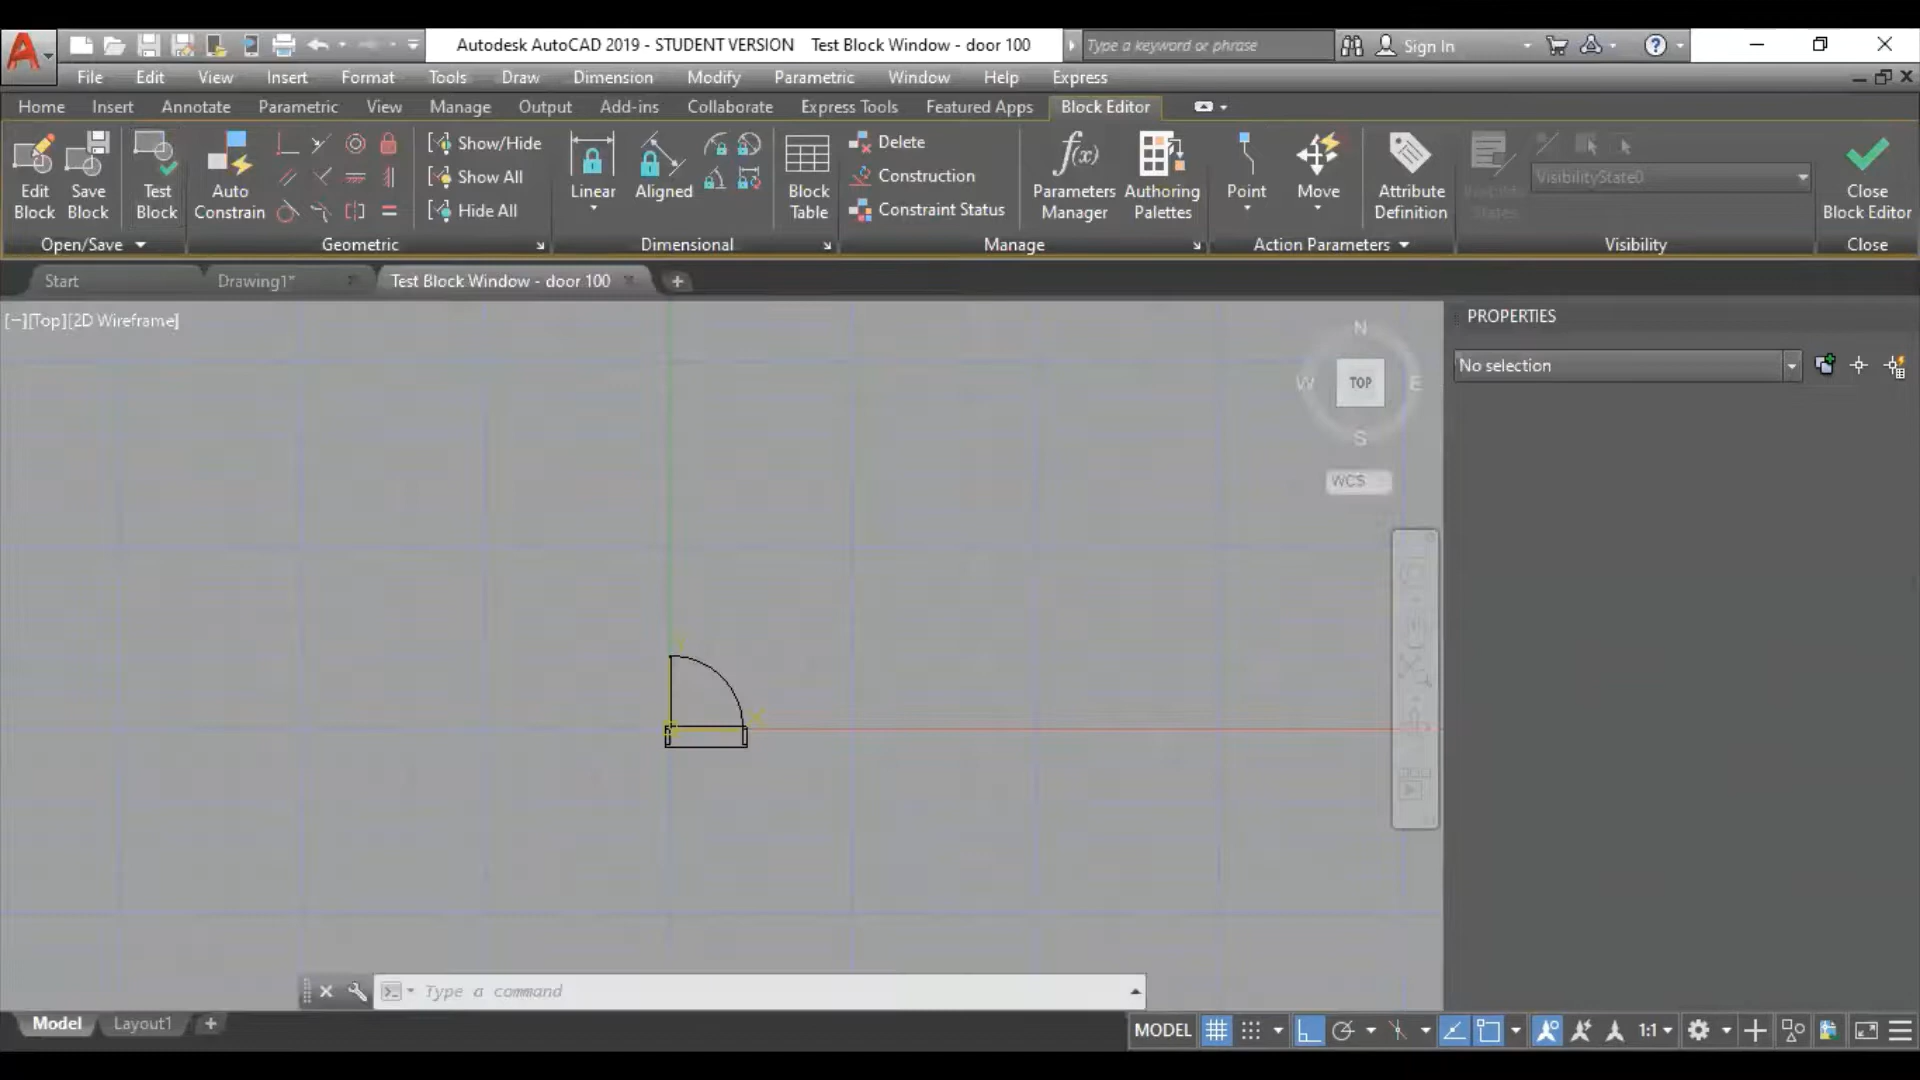 Autodesk AutoCAD 2019 - STUDENT VERSION Test Block Window - door 100
Type a keyword or phrase
Sign In
File Edit View Insert Format Tools Draw Dimension Modify Parametric Window Help Express
Home Insert Annotate Parametric View Manage Output Add-ins Collaborate Express Tools Featured Apps Block Editor
Edit Block
Save Block
Test Block
Auto Constrain
Show/Hide
Show All
Hide All
Linear
Aligned
Block Table
Delete
Construction
Constraint Status
f(x)
Parameters Manager
Authoring Palettes
Point
Move
Attribute Definition
VisibilityState0
Close Block Editor
Open/Save
Geometric
Dimensional
Manage
Action Parameters
Visibility
Close
Start
Drawing1*
Test Block Window - door 100
[−][Top][2D Wireframe]
PROPERTIES
No selection
N
W
TOP
E
S
WCS
Y
X
Type a command
Model
Layout1
MODEL
1:1